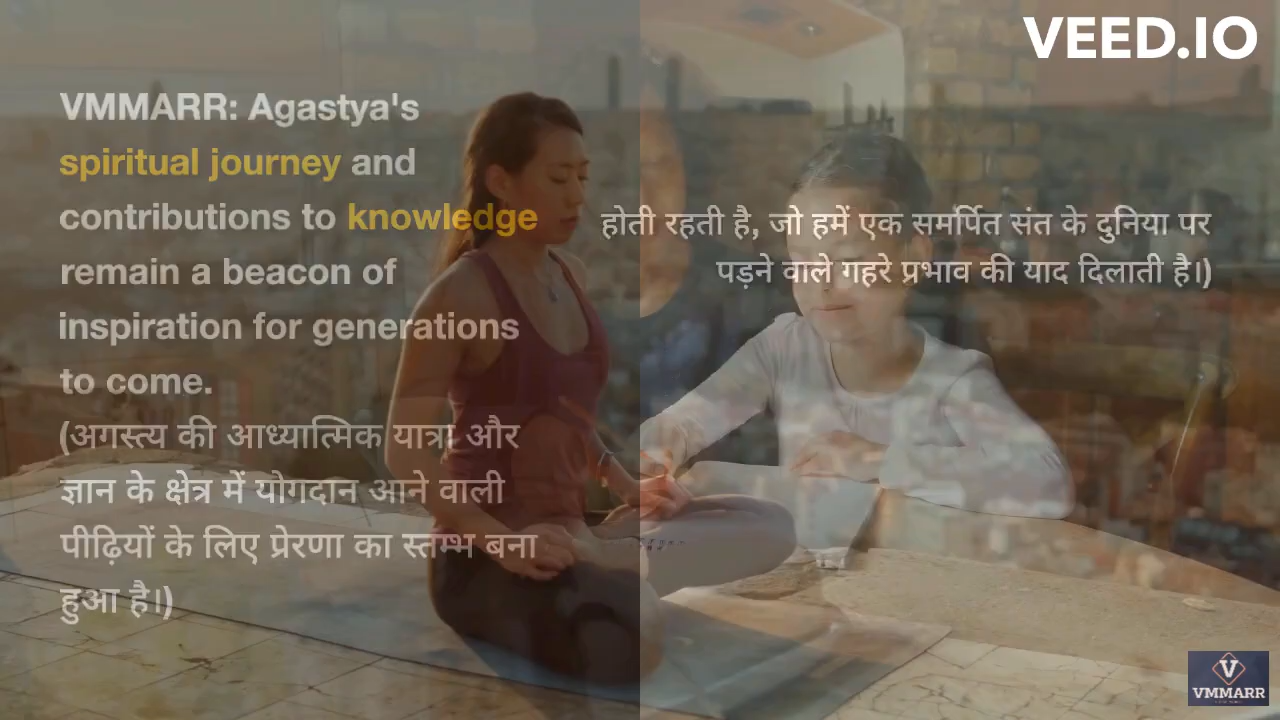 VEED.IO
VMMARR: Agastya's
spiritual journey and
contributions to knowledge
remain a beacon of
inspiration for generations
to come.
(अगस्त्य की आध्यात्मिक यात्रा और
ज्ञान के क्षेत्र में योगदान आने वाली
पीढ़ियों के लिए प्रेरणा का स्तम्भ बना
हुआ है।)
होती रहती है, जो हमें एक समर्पित संत के दुनिया पर
पड़ने वाले गहरे प्रभाव की याद दिलाती है।)
V
VMMARR